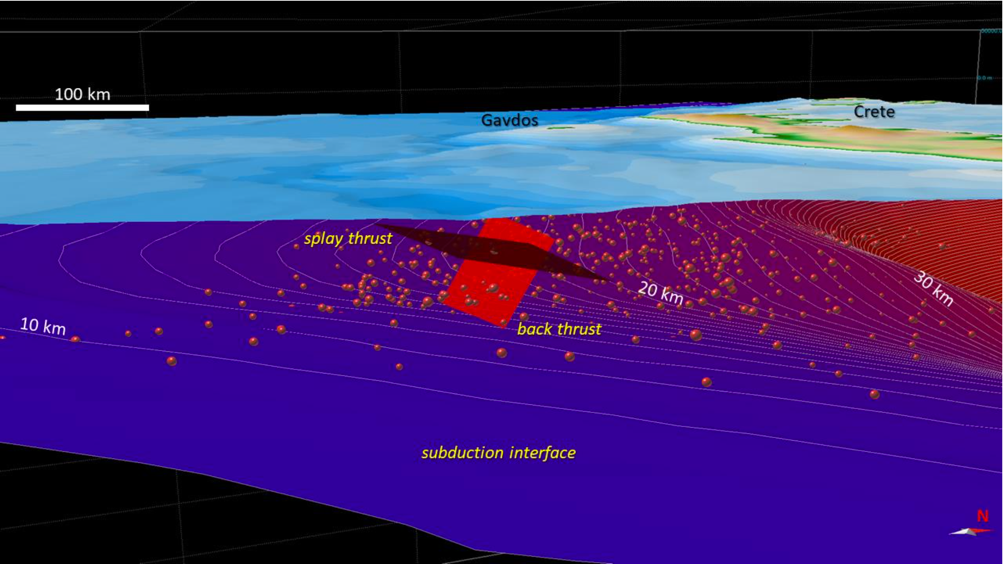 100 km
Gavdos
Crete
splay thrust
20 km
30 km
10 km
back thrust
subduction interface
N